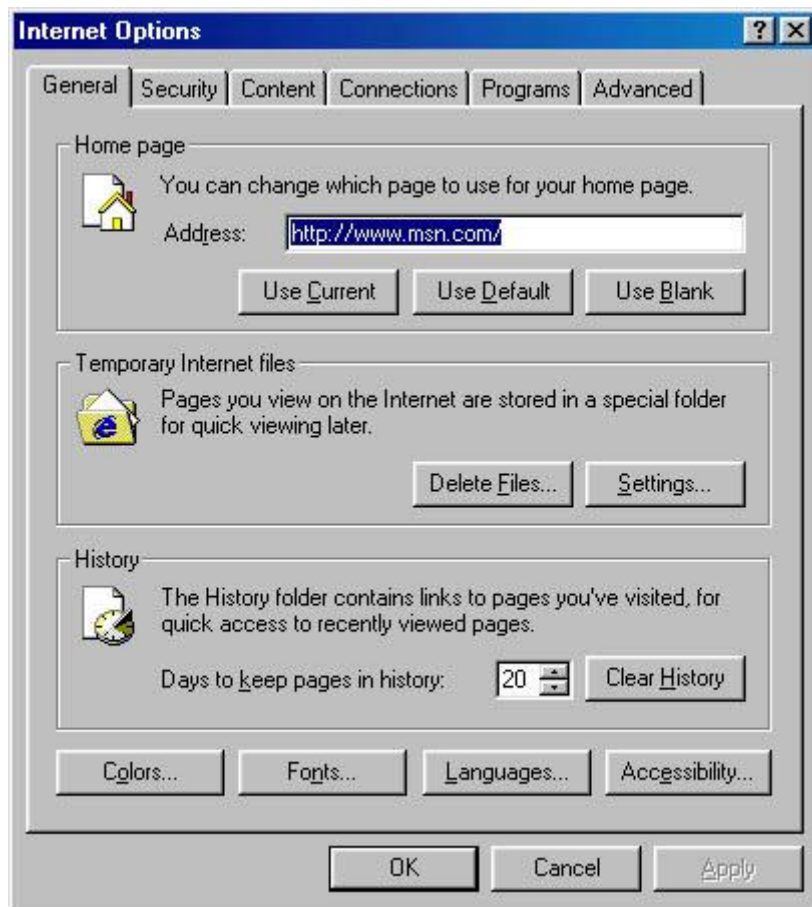 Internet Options
General Security Content Connections Programs Advanced
Home page
You can change which page to use for your home page.
Address: http://www.msn.com/
Use Current Use Default Use Blank
Temporary Internet files
Pages you view on the Internet are stored in a special folder
for quick viewing later.
Delete Files... Settings...
History
The History folder contains links to pages you've visited, for
quick access to recently viewed pages.
Days to keep pages in history: 20 Clear History
Colors... Fonts... Languages... Accessibility...
OK Cancel Apply